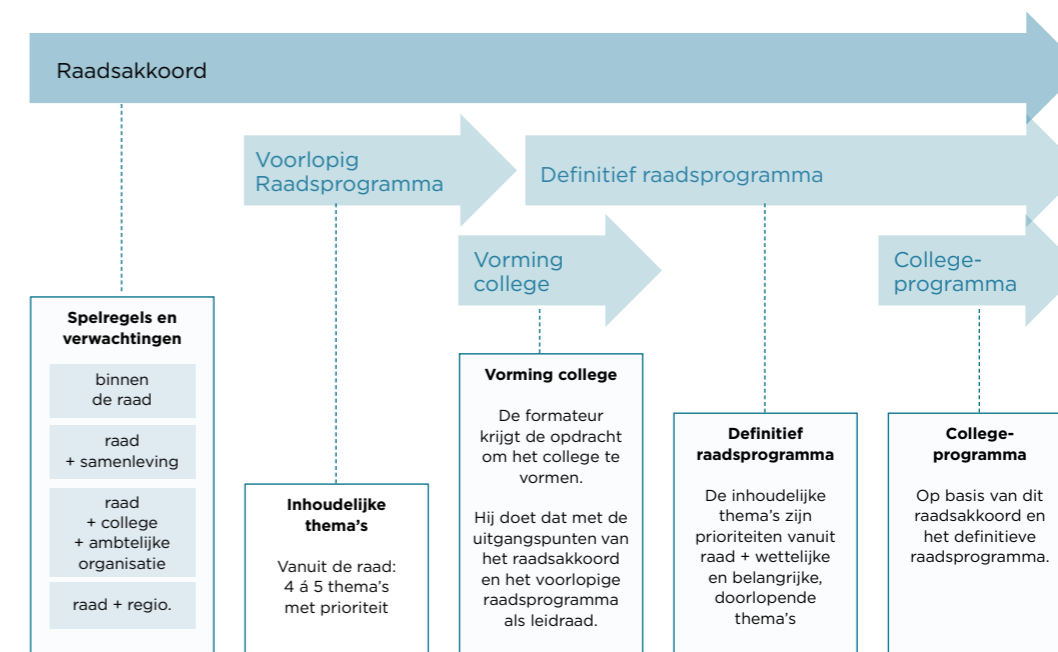 Raadsakkoord
Voorlopig
Raadsprogramma
Definitief raadsprogramma
Vorming
college
College-
programma
Spelregels en
verwachtingen
binnen
de raad
raad
+ samenleving
raad
+ college
+ ambtelijke
organisatie
raad + regio.
Inhoudelijke
thema's
Vanuit de raad:
4 á 5 thema's
met prioriteit
Vorming college
De formateur
krijgt de opdracht
om het college te
vormen.
Hij doet dat met de
uitgangspunten van
het raadsakkoord
en het voorlopige
raadsprogramma
als leidraad.
Definitief
raadsprogramma
De inhoudelijke
thema's zijn
prioriteiten vanuit
raad + wettelijke
en belangrijke,
doorlopende
thema's
College-
programma
Op basis van dit
raadsakkoord en
het definitieve
raadsprogramma.